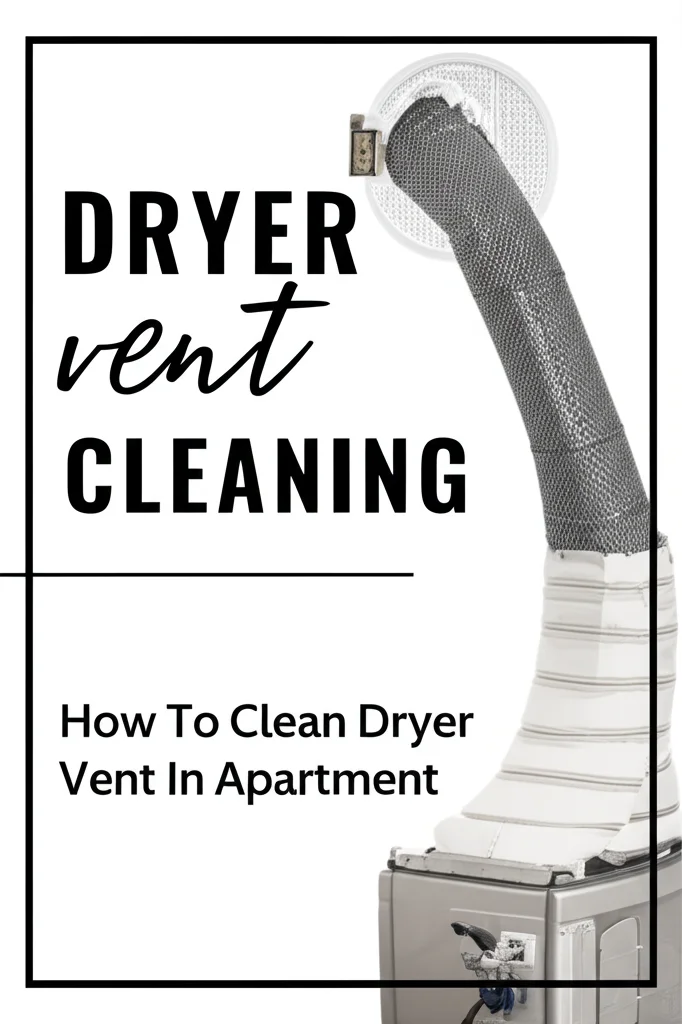 DRYER
vent
CLEANING
How To Clean Dryer
Vent In Apartment